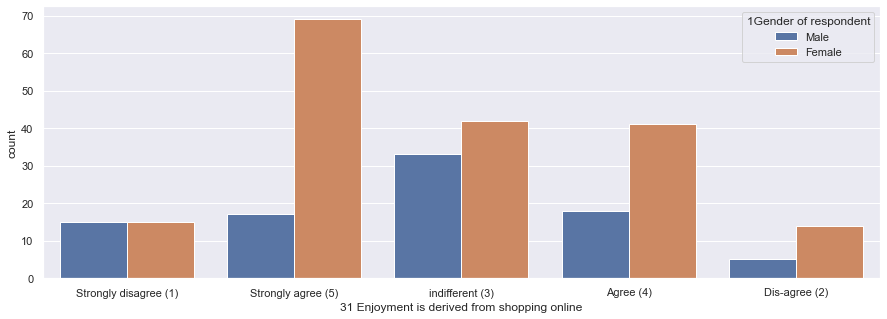 1Gender of respondent
Male
Female
70
60
50
40
30
20
10
0
count
Strongly disagree (1)
Strongly agree (5)
indifferent (3)
Agree (4)
Dis-agree (2)
31 Enjoyment is derived from shopping online